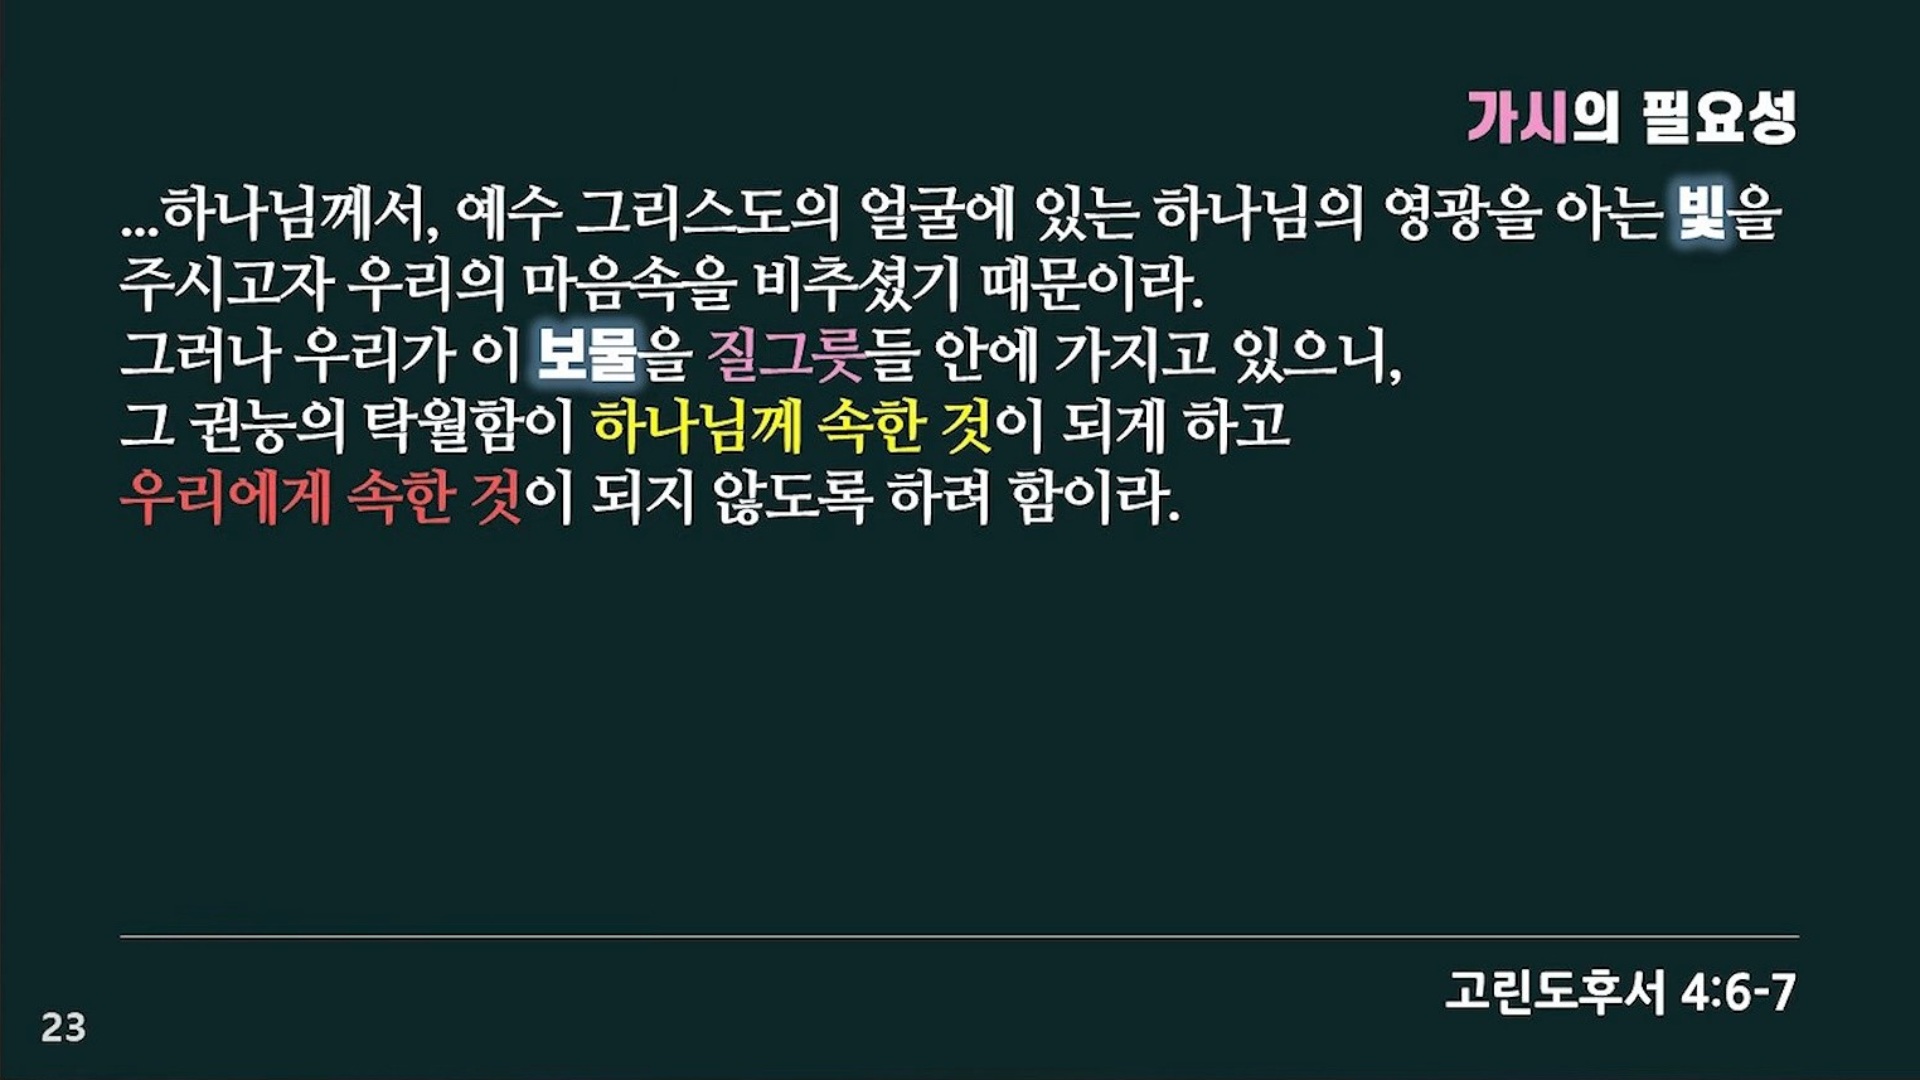 가시의 필요성
...하나님께서, 예수 그리스도의 얼굴에 있는 하나님의 영광을 아는 빛을
주시고자 우리의 마음속을 비추셨기 때문이라.
그러나 우리가 이 보물을 질그릇들 안에 가지고 있으니,
그 권능의 탁월함이 하나님께 속한 것이 되게 하고
우리에게 속한 것이 되지 않도록 하려 함이라.
고린도후서 4:6-7
23